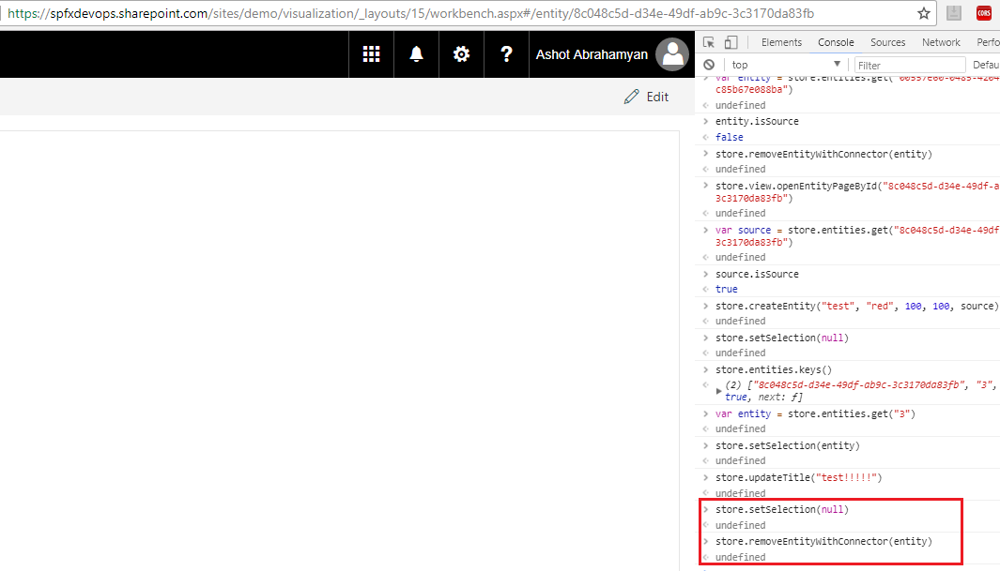 https://spfxdevops.sharepoint.com/sites/demo/visualization/_layouts/15/workbench.aspx#/entity/8c048c5d-d34e-49df-ab9c-3c3170da83fb
CORS
Elements Console Sources Network Perfo
Ashot Abrahamyan
top Filter Defau
Edit
var entity = store.entities.get("
c85b67e088ba")
undefined
entity.isSource
false
store.removeEntityWithConnector(entity)
undefined
store.view.openEntityPageById("8c048c5d-d34e-49df-a
3c3170da83fb")
undefined
var source = store.entities.get("8c048c5d-d34e-49df
3c3170da83fb")
undefined
source.isSource
true
store.createEntity("test", "red", 100, 100, source)
undefined
store.setSelection(null)
undefined
store.entities.keys()
(2) ["8c048c5d-d34e-49df-ab9c-3c3170da83fb", "3",
true, next: ƒ]
var entity = store.entities.get("3")
undefined
store.setSelection(entity)
undefined
store.updateTitle("test!!!!!")
undefined
store.setSelection(null)
undefined
store.removeEntityWithConnector(entity)
undefined